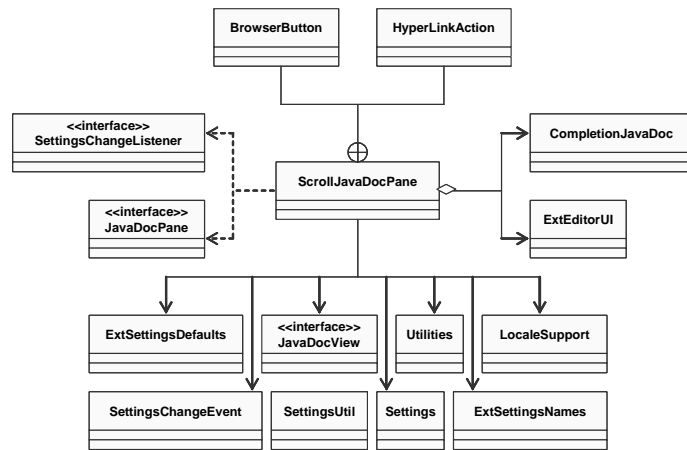 BrowserButton
HyperLinkAction
<<interface>>
SettingsChangeListener
CompletionJavaDoc
ScrollJavaDocPane
<<interface>>
JavaDocPane
ExtEditorUI
ExtSettingsDefaults
<<interface>>
JavaDocView
Utilities
LocaleSupport
SettingsChangeEvent
SettingsUtil
Settings
ExtSettingsNames